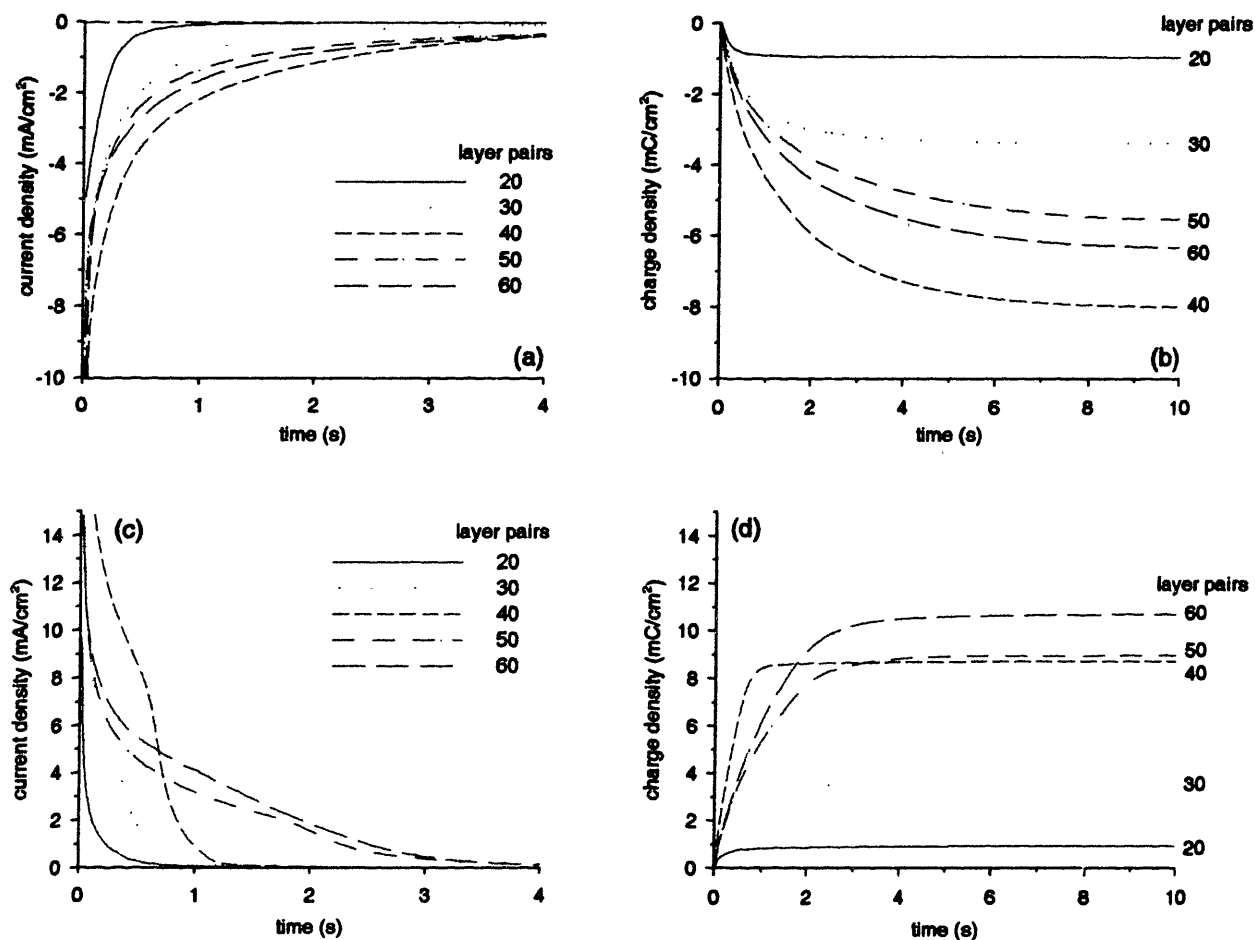 0
-2
-4
-6
-8
-10
current density (mA/cm²)
layer pairs
20
30
40
50
60
(a)
0 1 2 3 4
time (s)
0
-2
-4
-6
-8
-10
charge density (mC/cm²)
layer pairs
20
30
50
60
40
(b)
0 2 4 6 8 10
time (s)
14
12
10
8
6
4
2
0
current density (mA/cm²)
(c)
layer pairs
20
30
40
50
60
0 1 2 3 4
time (s)
14
12
10
8
6
4
2
0
charge density (mC/cm²)
(d)
layer pairs
60
50
40
30
20
0 2 4 6 8 10
time (s)